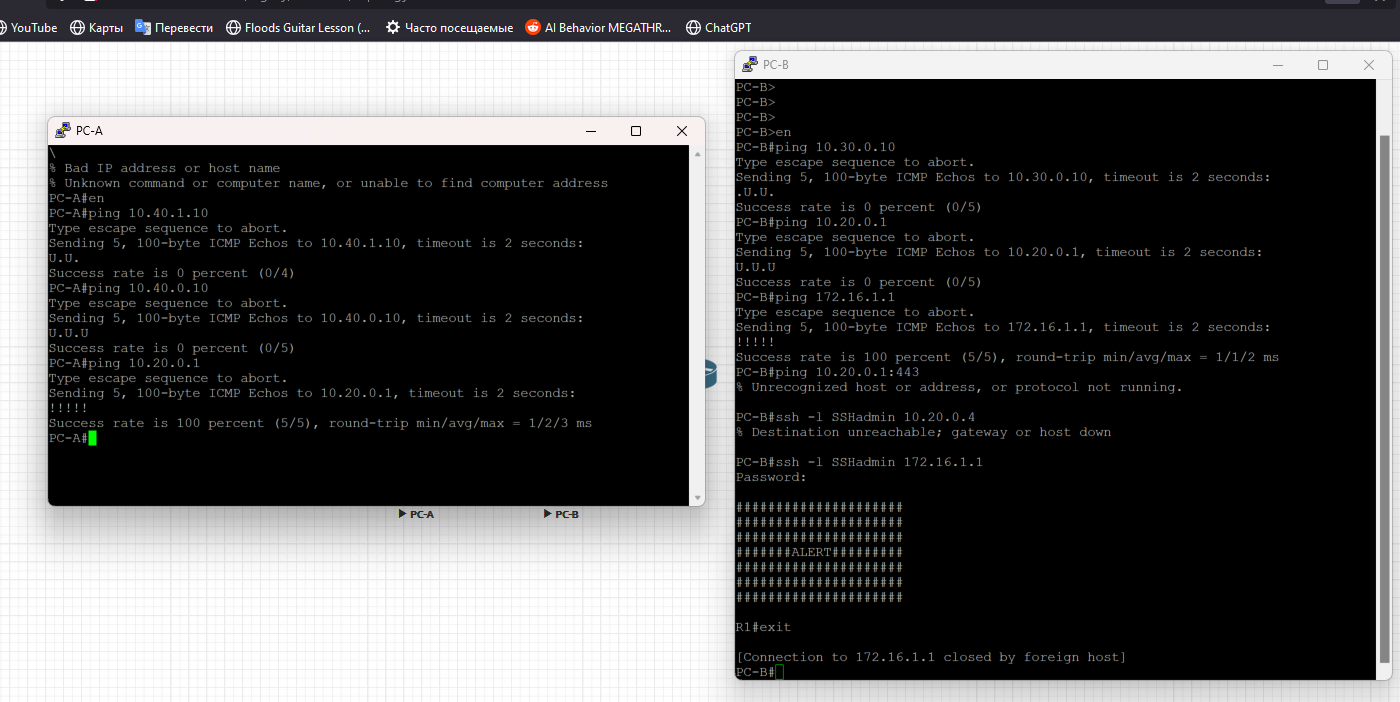 YouTube Карты Перевести Floods Guitar Lesson (... Часто посещаемые AI Behavior MEGATHR... ChatGPT
PC-A
\
% Bad IP address or host name
% Unknown command or computer name, or unable to find computer address
PC-A#en
PC-A#ping 10.40.1.10
Type escape sequence to abort.
Sending 5, 100-byte ICMP Echos to 10.40.1.10, timeout is 2 seconds:
U.U.
Success rate is 0 percent (0/4)
PC-A#ping 10.40.0.10
Type escape sequence to abort.
Sending 5, 100-byte ICMP Echos to 10.40.0.10, timeout is 2 seconds:
U.U.U
Success rate is 0 percent (0/5)
PC-A#ping 10.20.0.1
Type escape sequence to abort.
Sending 5, 100-byte ICMP Echos to 10.20.0.1, timeout is 2 seconds:
!!!!!
Success rate is 100 percent (5/5), round-trip min/avg/max = 1/2/3 ms
PC-A#
PC-A PC-B
PC-B
PC-B>
PC-B>
PC-B>
PC-B>en
PC-B#ping 10.30.0.10
Type escape sequence to abort.
Sending 5, 100-byte ICMP Echos to 10.30.0.10, timeout is 2 seconds:
.U.U.
Success rate is 0 percent (0/5)
PC-B#ping 10.20.0.1
Type escape sequence to abort.
Sending 5, 100-byte ICMP Echos to 10.20.0.1, timeout is 2 seconds:
U.U.U
Success rate is 0 percent (0/5)
PC-B#ping 172.16.1.1
Type escape sequence to abort.
Sending 5, 100-byte ICMP Echos to 172.16.1.1, timeout is 2 seconds:
!!!!!
Success rate is 100 percent (5/5), round-trip min/avg/max = 1/1/2 ms
PC-B#ping 10.20.0.1:443
% Unrecognized host or address, or protocol not running.
PC-B#ssh -l SSHadmin 10.20.0.4
% Destination unreachable; gateway or host down
PC-B#ssh -l SSHadmin 172.16.1.1
Password:
#####################
#####################
#####################
#######ALERT#########
#####################
#####################
#####################
R1#exit
[Connection to 172.16.1.1 closed by foreign host]
PC-B#